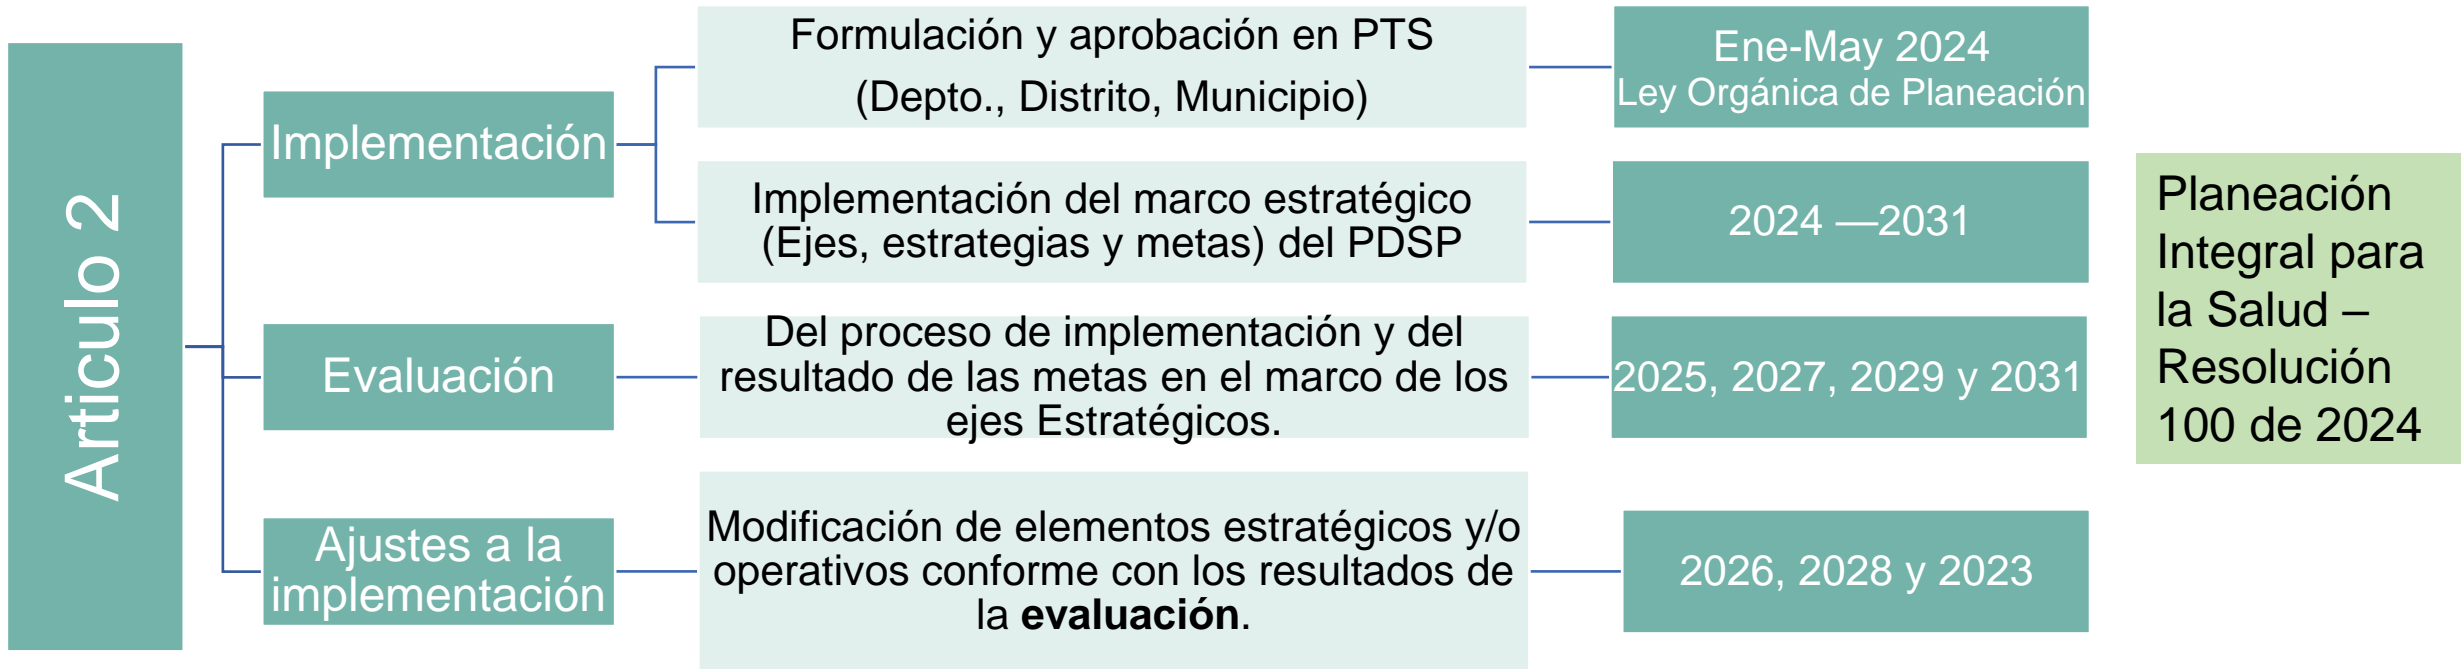 Articulo 2
Implementación
Formulación y aprobación en PTS
(Depto., Distrito, Municipio)
Ene-May 2024
Ley Orgánica de Planeación
Implementación del marco estratégico
(Ejes, estrategias y metas) del PDSP
2024 —2031
Evaluación
Del proceso de implementación y del
resultado de las metas en el marco de los
ejes Estratégicos.
2025, 2027, 2029 y 2031
Ajustes a la
implementación
Modificación de elementos estratégicos y/o
operativos conforme con los resultados de
la evaluación.
2026, 2028 y 2023
Planeación
Integral para
la Salud –
Resolución
100 de 2024